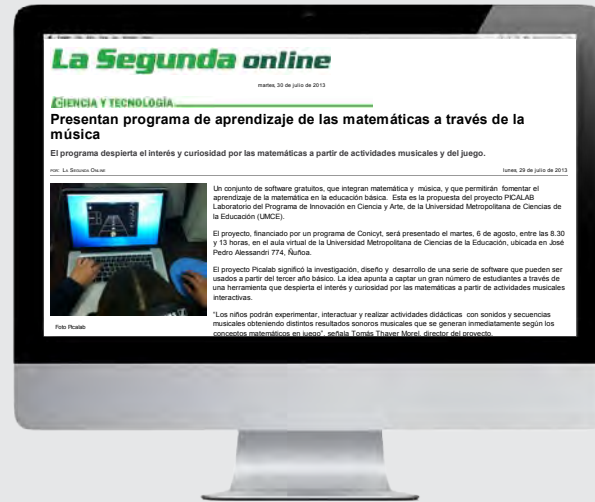 La Segunda online
martes, 30 de julio de 2013
CIENCIA Y TECNOLOGÍA
Presentan programa de aprendizaje de las matemáticas a través de la
música
El programa despierta el interés y curiosidad por las matemáticas a partir de actividades musicales y del juego.
POR: LA SEGUNDA ONLINE lunes, 29 de julio de 2013
Un conjunto de software gratuitos, que integran matemática y música, y que permitirán fomentar el
aprendizaje de la matemática en la educación básica. Esta es la propuesta del proyecto PICALAB
Laboratorio del Programa de Innovación en Ciencia y Arte, de la Universidad Metropolitana de Ciencias de
la Educación (UMCE).
El proyecto, financiado por un programa de Conicyt, será presentado el martes, 6 de agosto, entre las 8.30
y 13 horas, en el aula virtual de la Universidad Metropolitana de Ciencias de la Educación, ubicada en José
Pedro Alessandri 774, Ñuñoa.
El proyecto Picalab significó la investigación, diseño y desarrollo de una serie de software que pueden ser
usados a partir del tercer año básico. La idea apunta a captar un gran número de estudiantes a través de
una herramienta que despierta el interés y curiosidad por las matemáticas a partir de actividades musicales
interactivas.
"Los niños podrán experimentar, interactuar y realizar actividades didácticas con sonidos y secuencias
musicales obteniendo distintos resultados sonoros musicales que se generan inmediatamente según los
conceptos matemáticos en juego", señala Tomás Thayer Morel, director del proyecto.
Foto Picalab